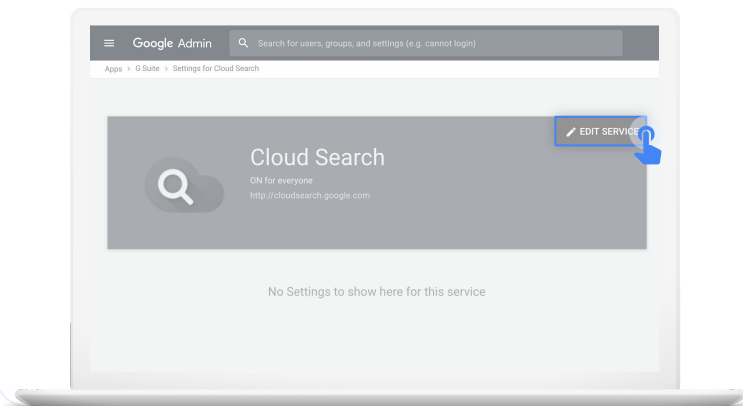 Google Admin
Search for users, groups, and settings (e.g. cannot login)
Apps > G Suite > Settings for Cloud Search
EDIT SERVICE
Cloud Search
ON for everyone
http://cloudsearch.google.com
No Settings to show here for this service